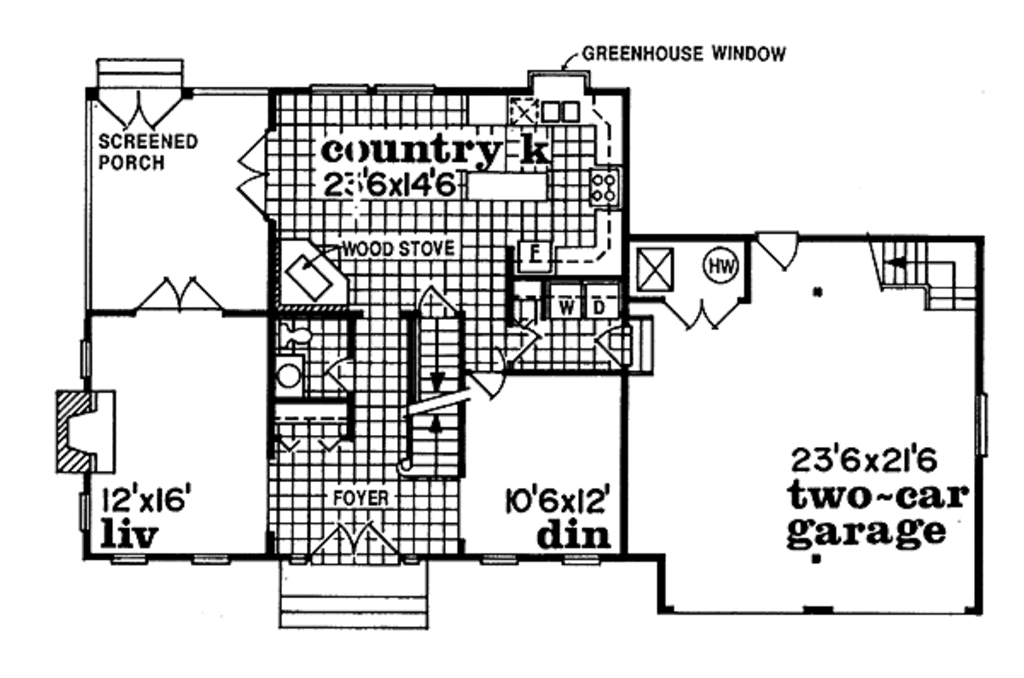 GREENHOUSE WINDOW
SCREENED
PORCH
country k
23'6x14'6
WOOD STOVE
F
W D
HW
FOYER
12'x16'
liv
10'6x12'
din
23'6x21'6
two~car
garage